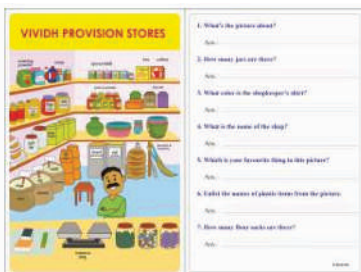 VIVIDH PROVISION STORES
1. What's the picture about?
Ans.
2. How many jars are there?
Ans.
3. What color is the shopkeeper's shirt?
Ans.
4. What is the name of the shop?
Ans.
5. Which is your favourite thing in this picture?
Ans.
6. Enlist the names of plastic items from the picture.
Ans.
7. How many flour sacks are there?
Ans.